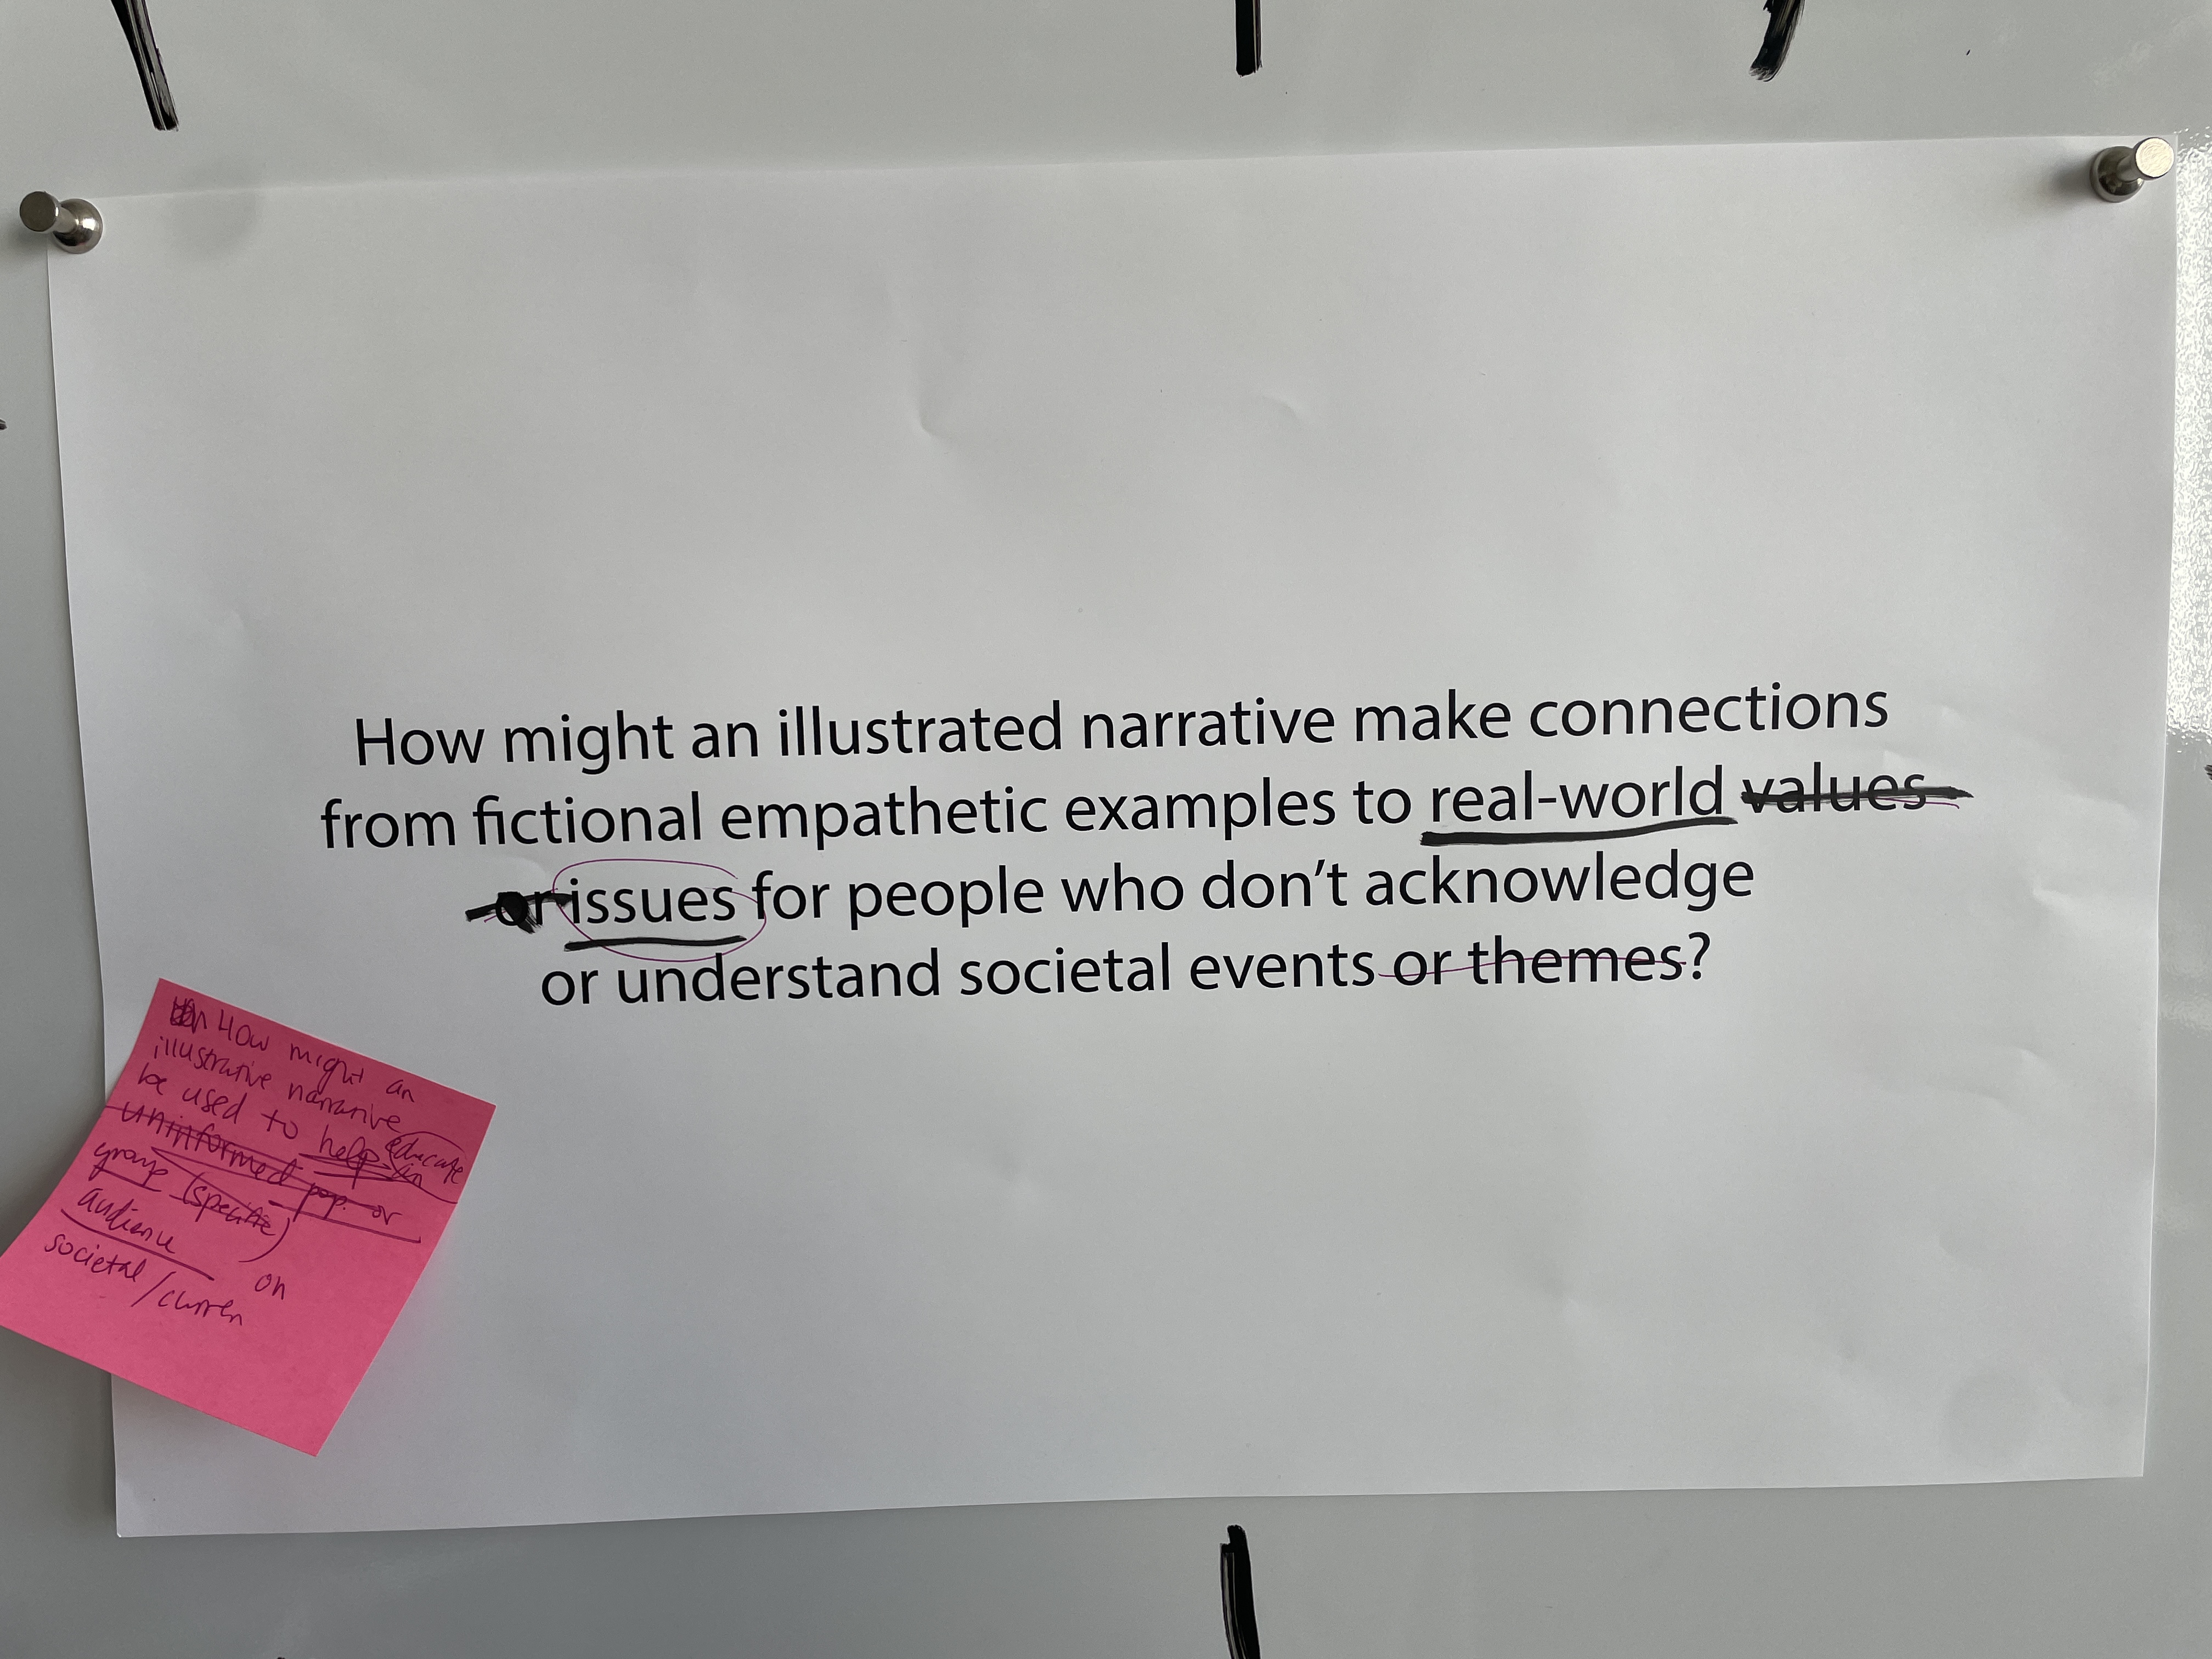 How might an illustrated narrative make connections
from fictional empathetic examples to real-world values
or issues for people who don't acknowledge
or understand societal events or themes?
How might an
illustrative narrative
be used to help educate
an
uninformed pop. or
group (specific)
audience
on
societal/curren